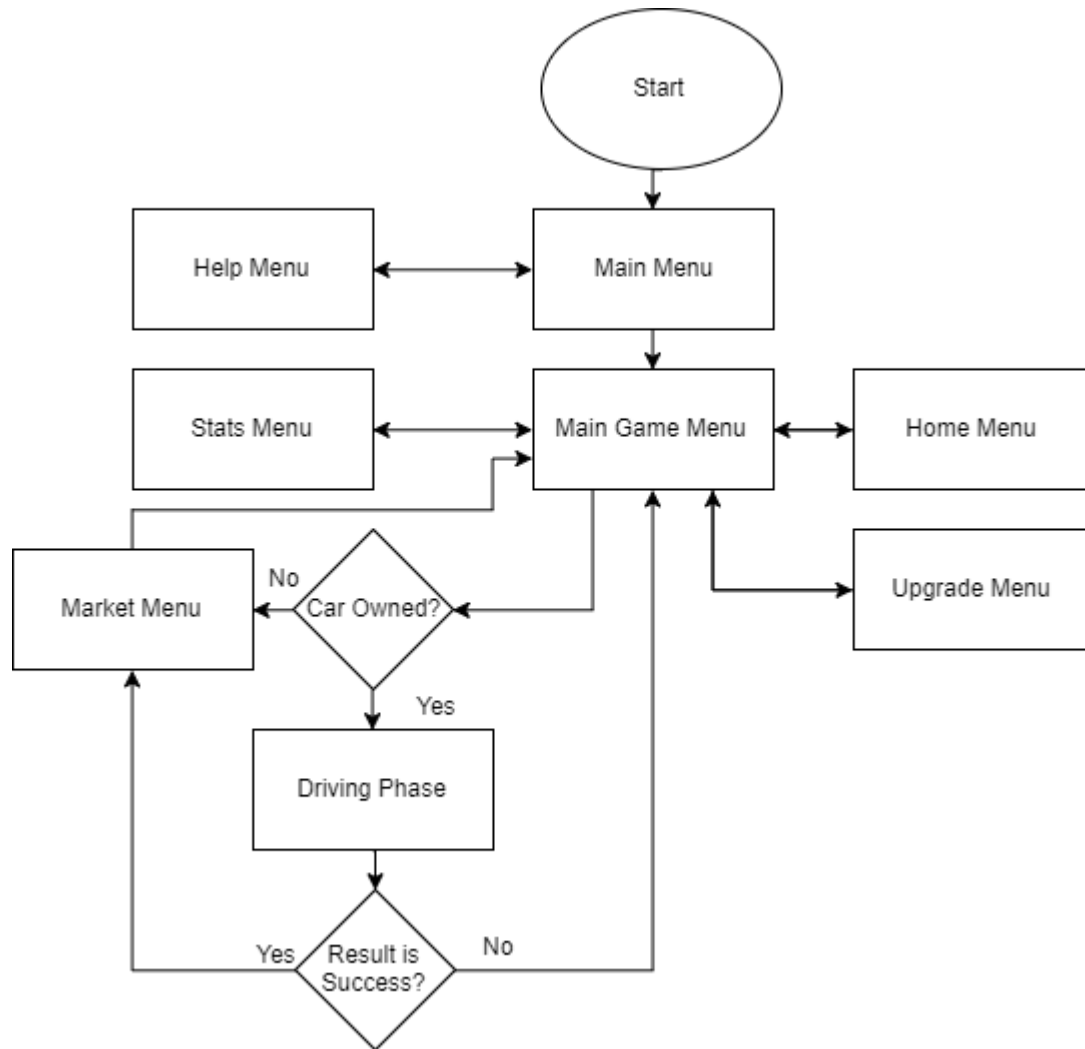 Start
Help Menu
Main Menu
Stats Menu
Main Game Menu
Home Menu
Market Menu
No
Car Owned?
Upgrade Menu
Yes
Driving Phase
Yes
Result is
Success?
No